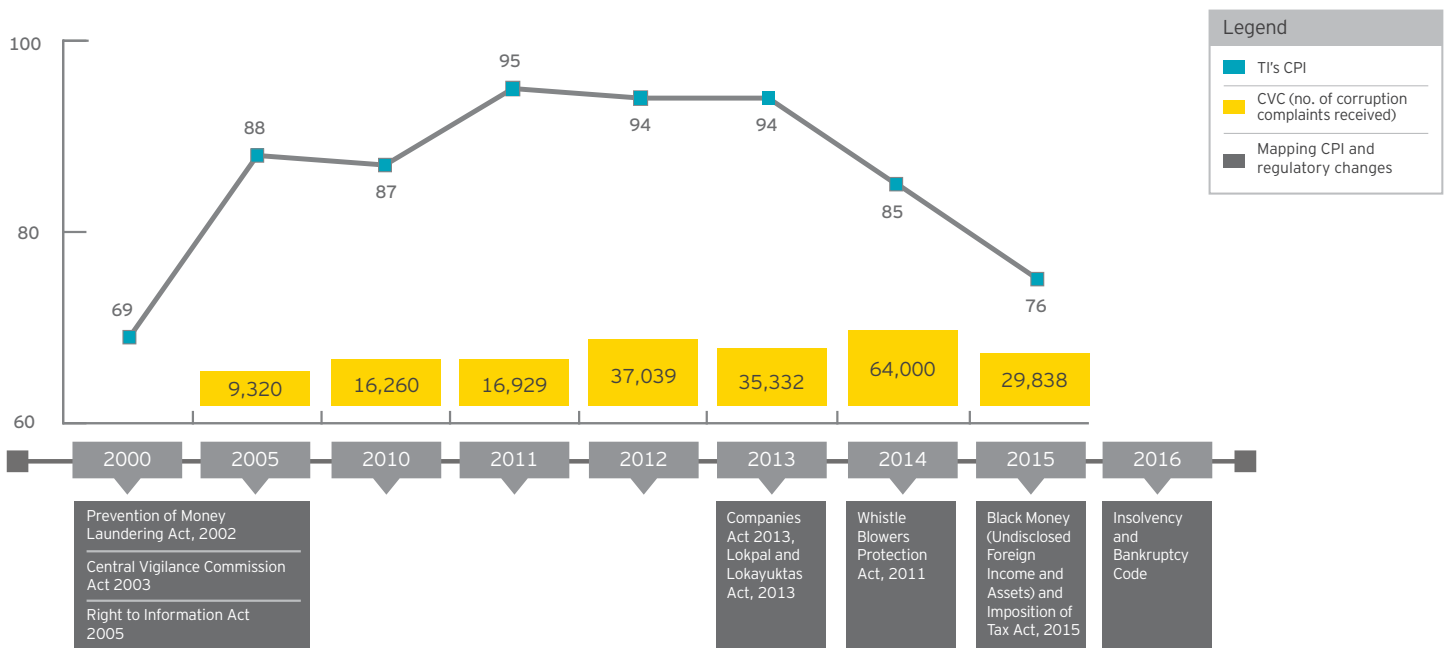 Legend
TI's CPI
CVC (no. of corruption
complaints received)
Mapping CPI and
regulatory changes
100
80
60
69
88
87
95
94
94
85
76
9,320
16,260
16,929
37,039
35,332
64,000
29,838
2000
2005
2010
2011
2012
2013
2014
2015
2016
Prevention of Money
Laundering Act, 2002
Central Vigilance Commission
Act 2003
Right to Information Act
2005
Companies
Act 2013,
Lokpal and
Lokayuktas
Act, 2013
Whistle
Blowers
Protection
Act, 2011
Black Money
(Undisclosed
Foreign
Income and
Assets) and
Imposition of
Tax Act, 2015
Insolvency
and
Bankruptcy
Code